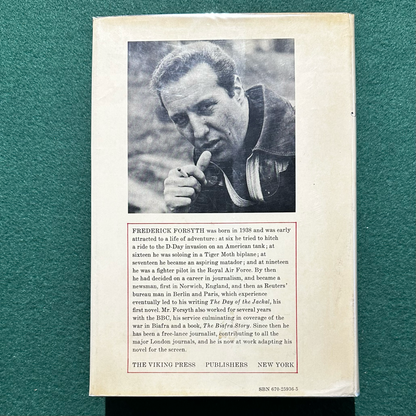 FREDERICK FORSYTH was born in 1938 and was early
attracted to a life of adventure: at six he tried to hitch
a ride to the D-Day invasion on an American tank; at
sixteen he was soloing in a Tiger Moth biplane; at
seventeen he became an aspiring matador; and at nineteen
he was a fighter pilot in the Royal Air Force. By then
he had decided on a career in journalism, and became a
newsman, first in Norwich, England, and then as Reuters'
bureau man in Berlin and Paris, which experience
eventually led to his writing The Day of the Jackal, his
first novel. Mr. Forsyth also worked for several years
with the BBC, his service culminating in coverage of the
war in Biafra and a book, The Biafra Story. Since then he
has been a free-lance journalist, contributing to all the
major London journals, and he is now at work adapting his
novel for the screen.
THE VIKING PRESS PUBLISHERS NEW YORK
SBN 670-25936-5